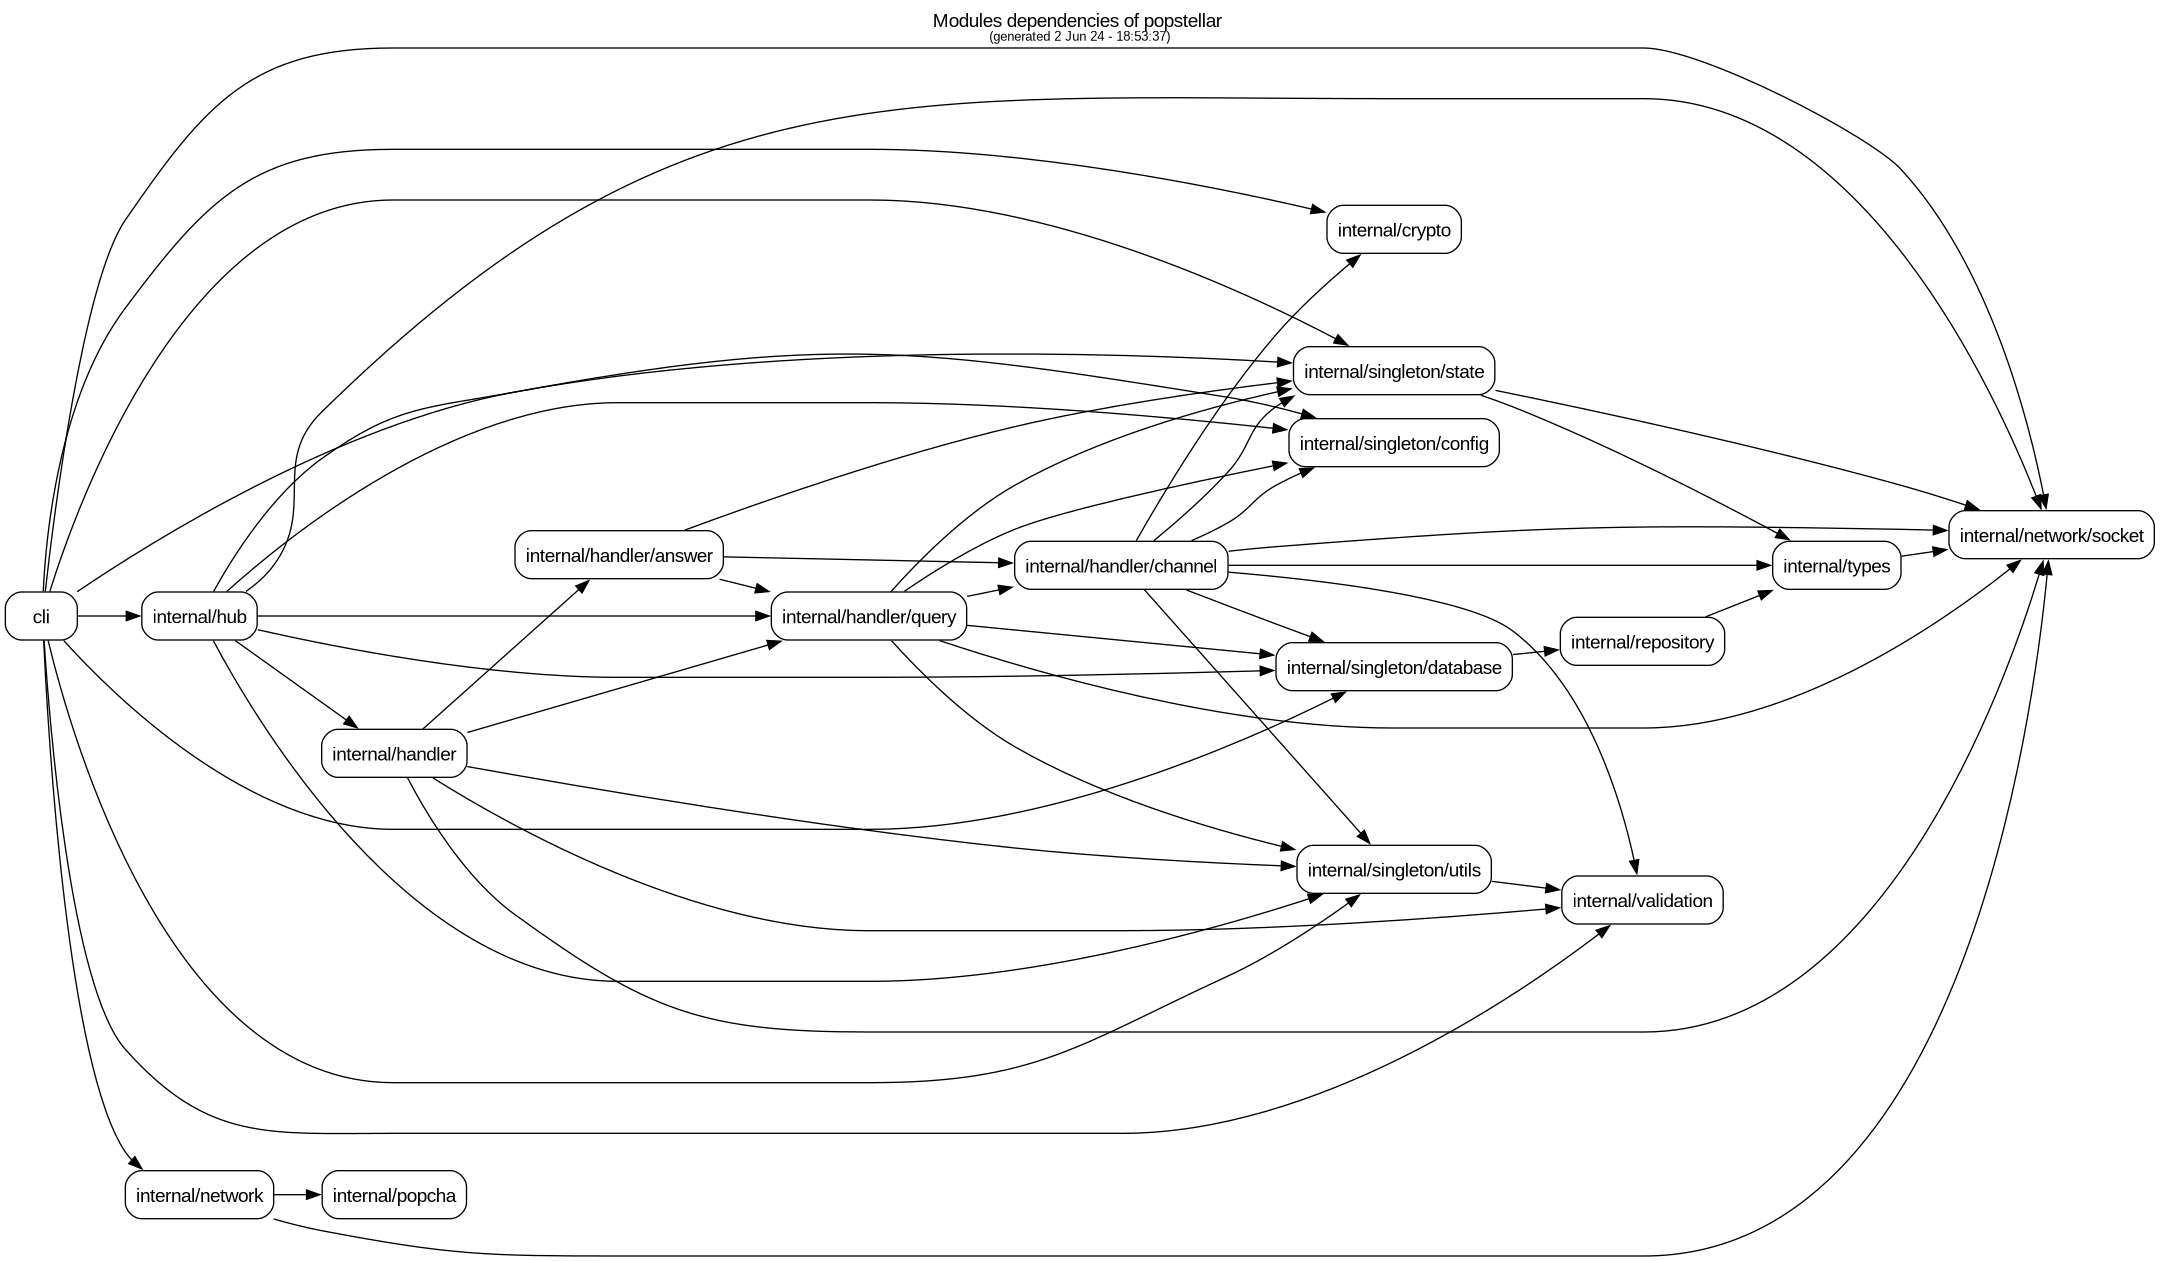 Modules dependencies of popstellar
(generated 2 Jun 24 - 18:53:37)
internal/crypto
internal/singleton/state
internal/singleton/config
internal/network/socket
internal/handler/answer
internal/handler/channel
internal/types
cli
internal/hub
internal/handler/query
internal/repository
internal/singleton/database
internal/handler
internal/singleton/utils
internal/validation
internal/network
internal/popcha